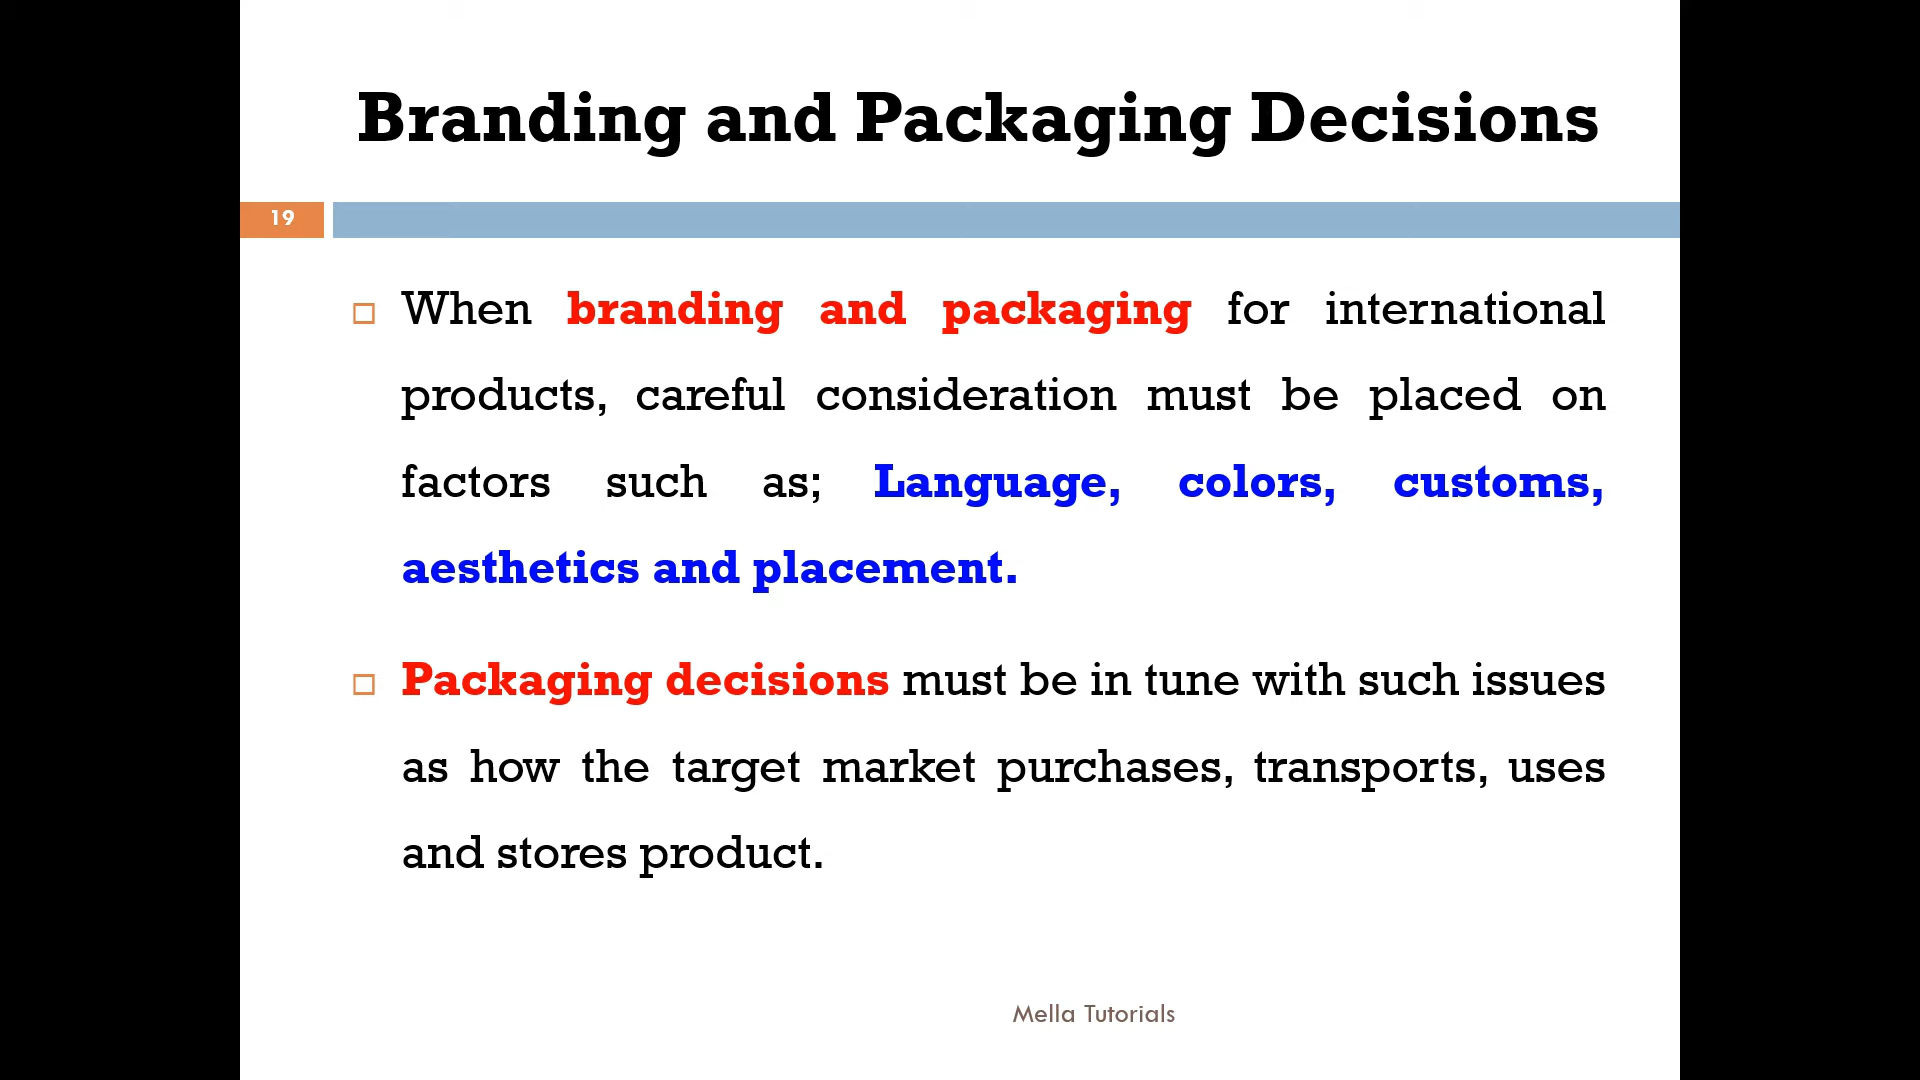 Branding and Packaging Decisions
19
When branding and packaging for international
products, careful consideration must be placed on
factors such as; Language, colors, customs,
aesthetics and placement.
Packaging decisions must be in tune with such issues
as how the target market purchases, transports, uses
and stores product.
Mella Tutorials